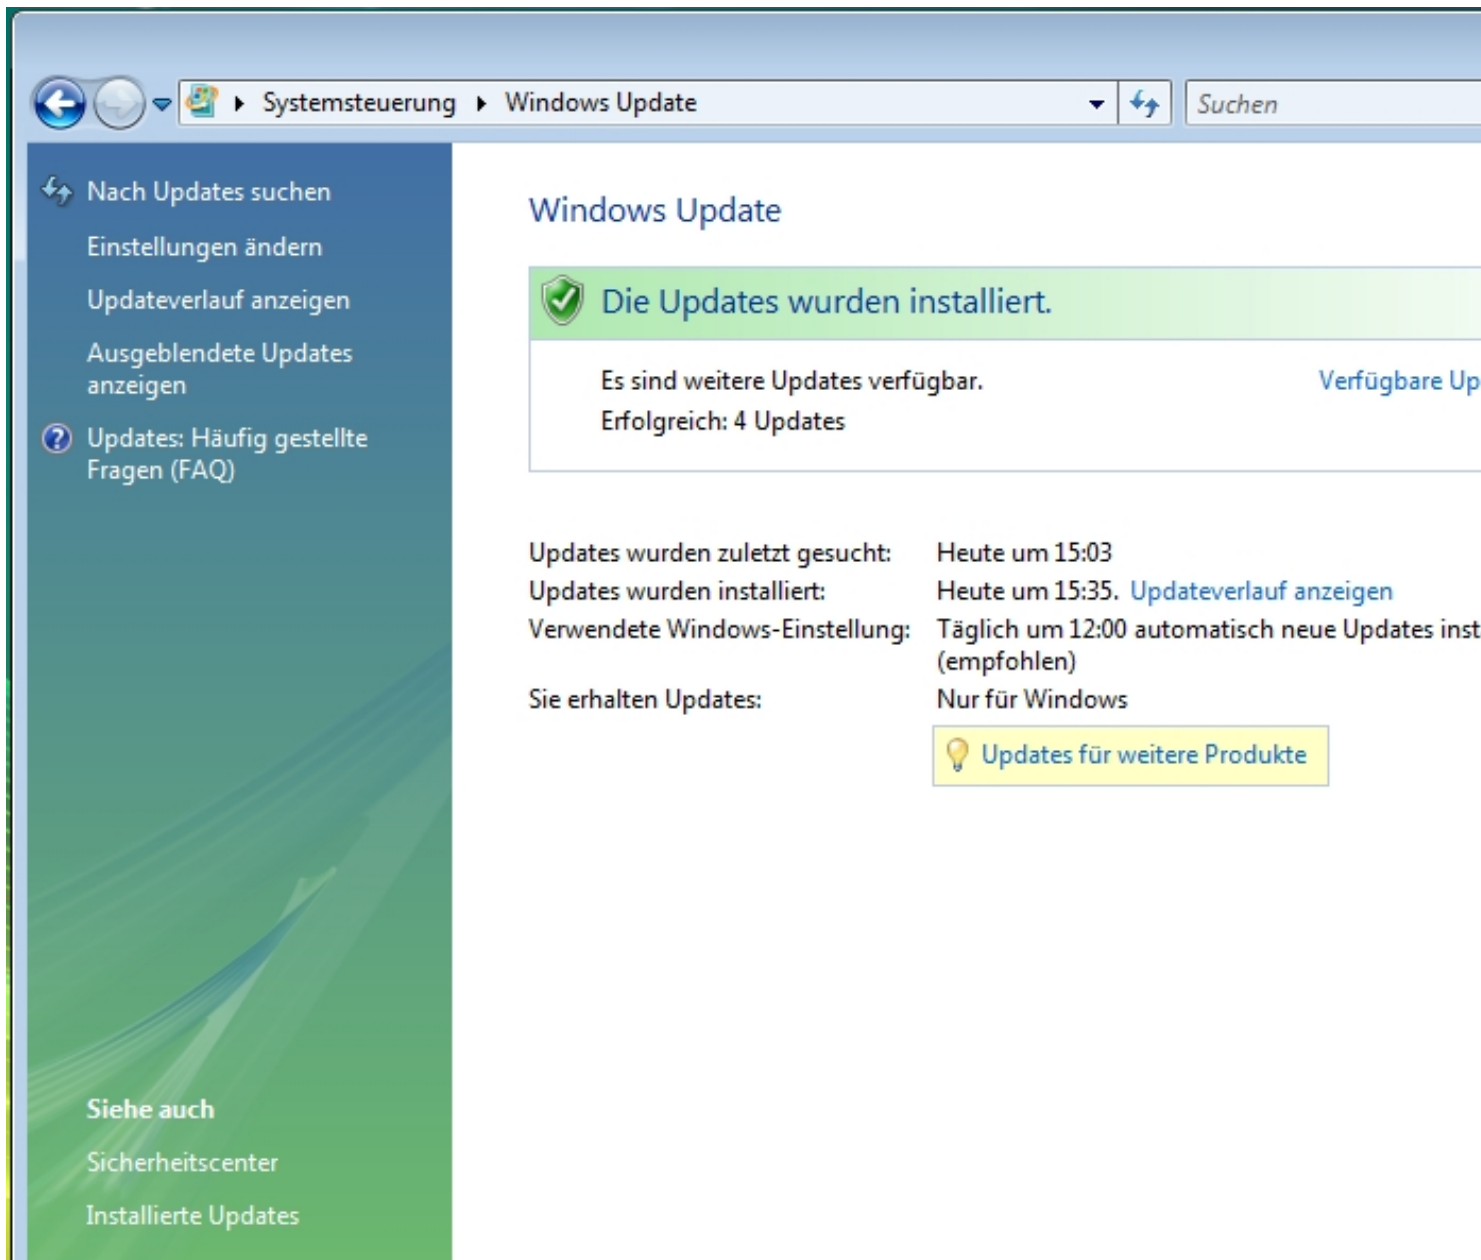 Systemsteuerung
Windows Update
Suchen
Nach Updates suchen
Einstellungen ändern
Updateverlauf anzeigen
Ausgeblendete Updates
anzeigen
Updates: Häufig gestellte
Fragen (FAQ)
Siehe auch
Sicherheitscenter
Installierte Updates
Windows Update
Die Updates wurden installiert.
Es sind weitere Updates verfügbar. Verfügbare Up
Erfolgreich: 4 Updates
Updates wurden zuletzt gesucht: Heute um 15:03
Updates wurden installiert: Heute um 15:35. Updateverlauf anzeigen
Verwendete Windows-Einstellung: Täglich um 12:00 automatisch neue Updates inst
(empfohlen)
Sie erhalten Updates: Nur für Windows
Updates für weitere Produkte